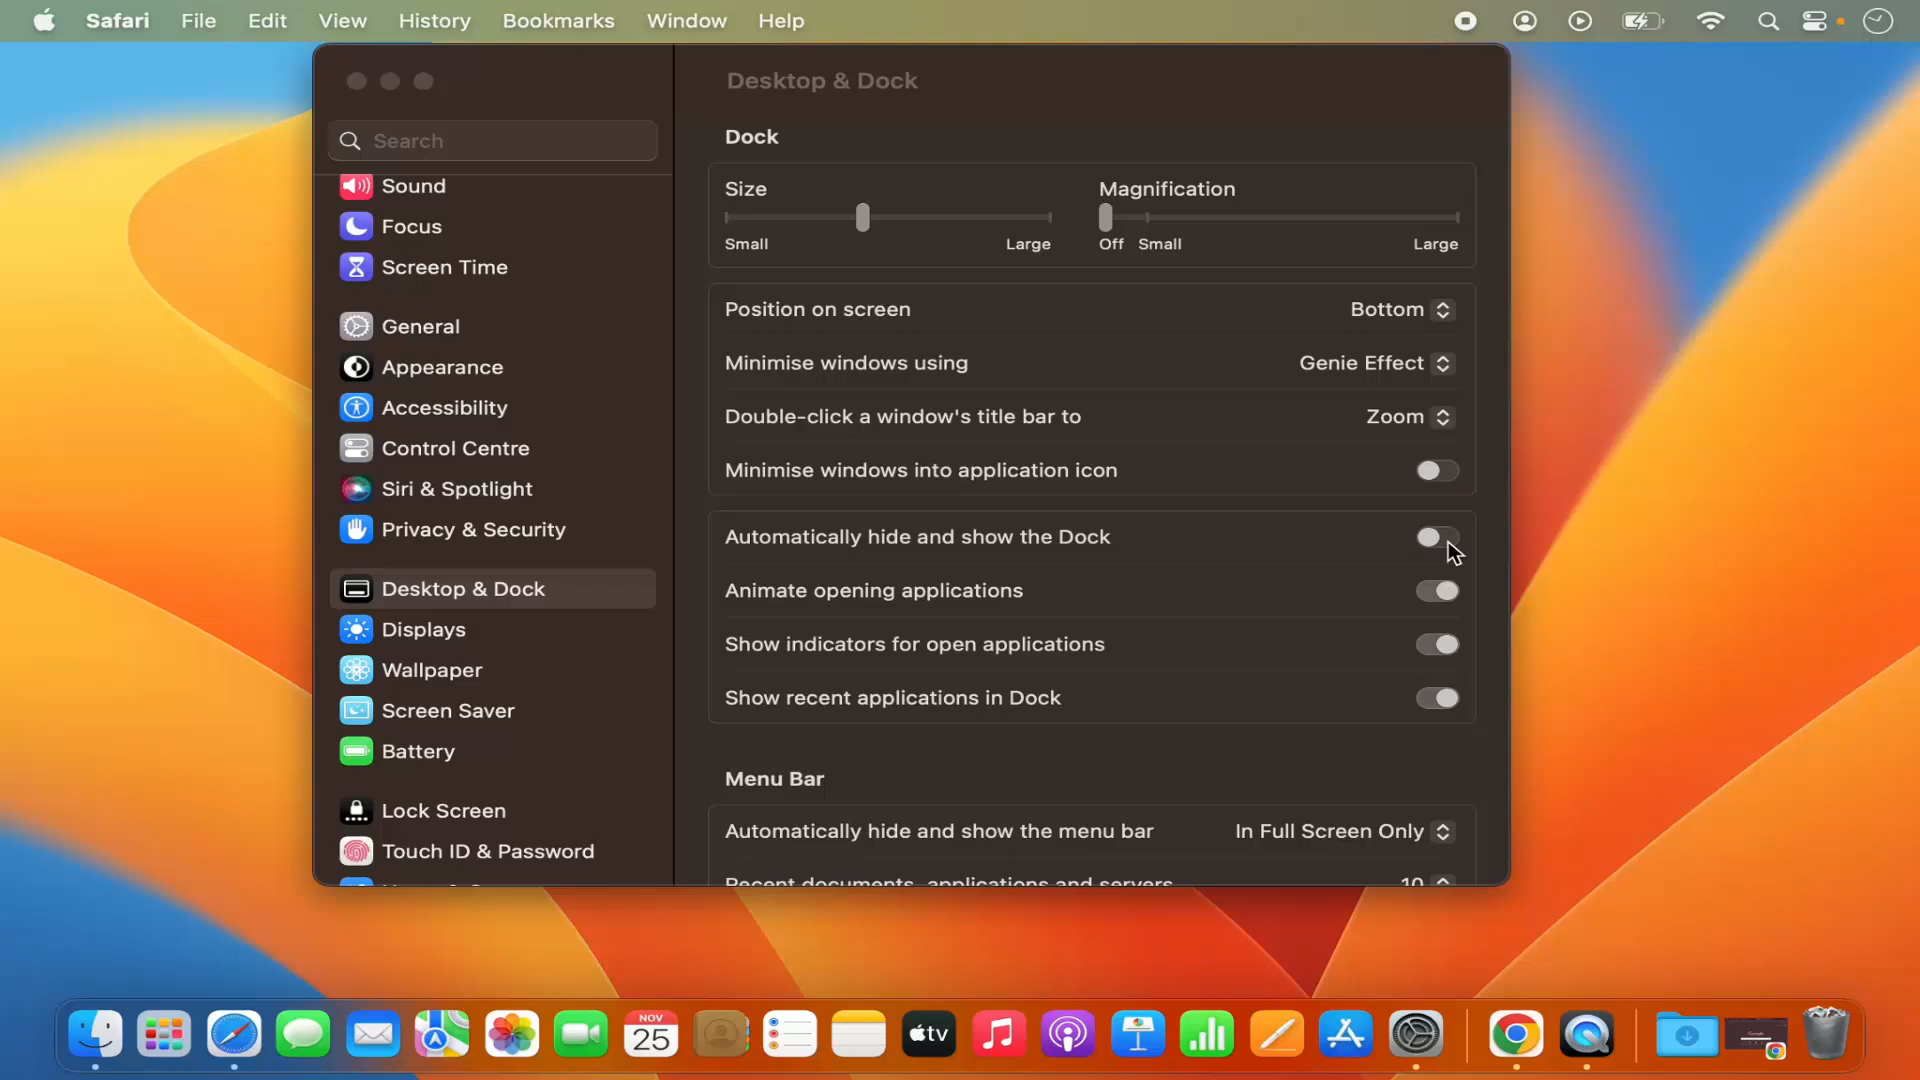 Safari File Edit View History Bookmarks Window Help
Desktop & Dock
Search
Sound
Focus
Screen Time
General
Appearance
Accessibility
Control Centre
Siri & Spotlight
Privacy & Security
Desktop & Dock
Displays
Wallpaper
Screen Saver
Battery
Lock Screen
Touch ID & Password
Dock
Size Magnification
Small Large Off Small Large
Position on screen Bottom
Minimise windows using Genie Effect
Double-click a window's title bar to Zoom
Minimise windows into application icon
Automatically hide and show the Dock
Animate opening applications
Show indicators for open applications
Show recent applications in Dock
Menu Bar
Automatically hide and show the menu bar In Full Screen Only
Recent documents, applications and servers 10
NOV
25
tv